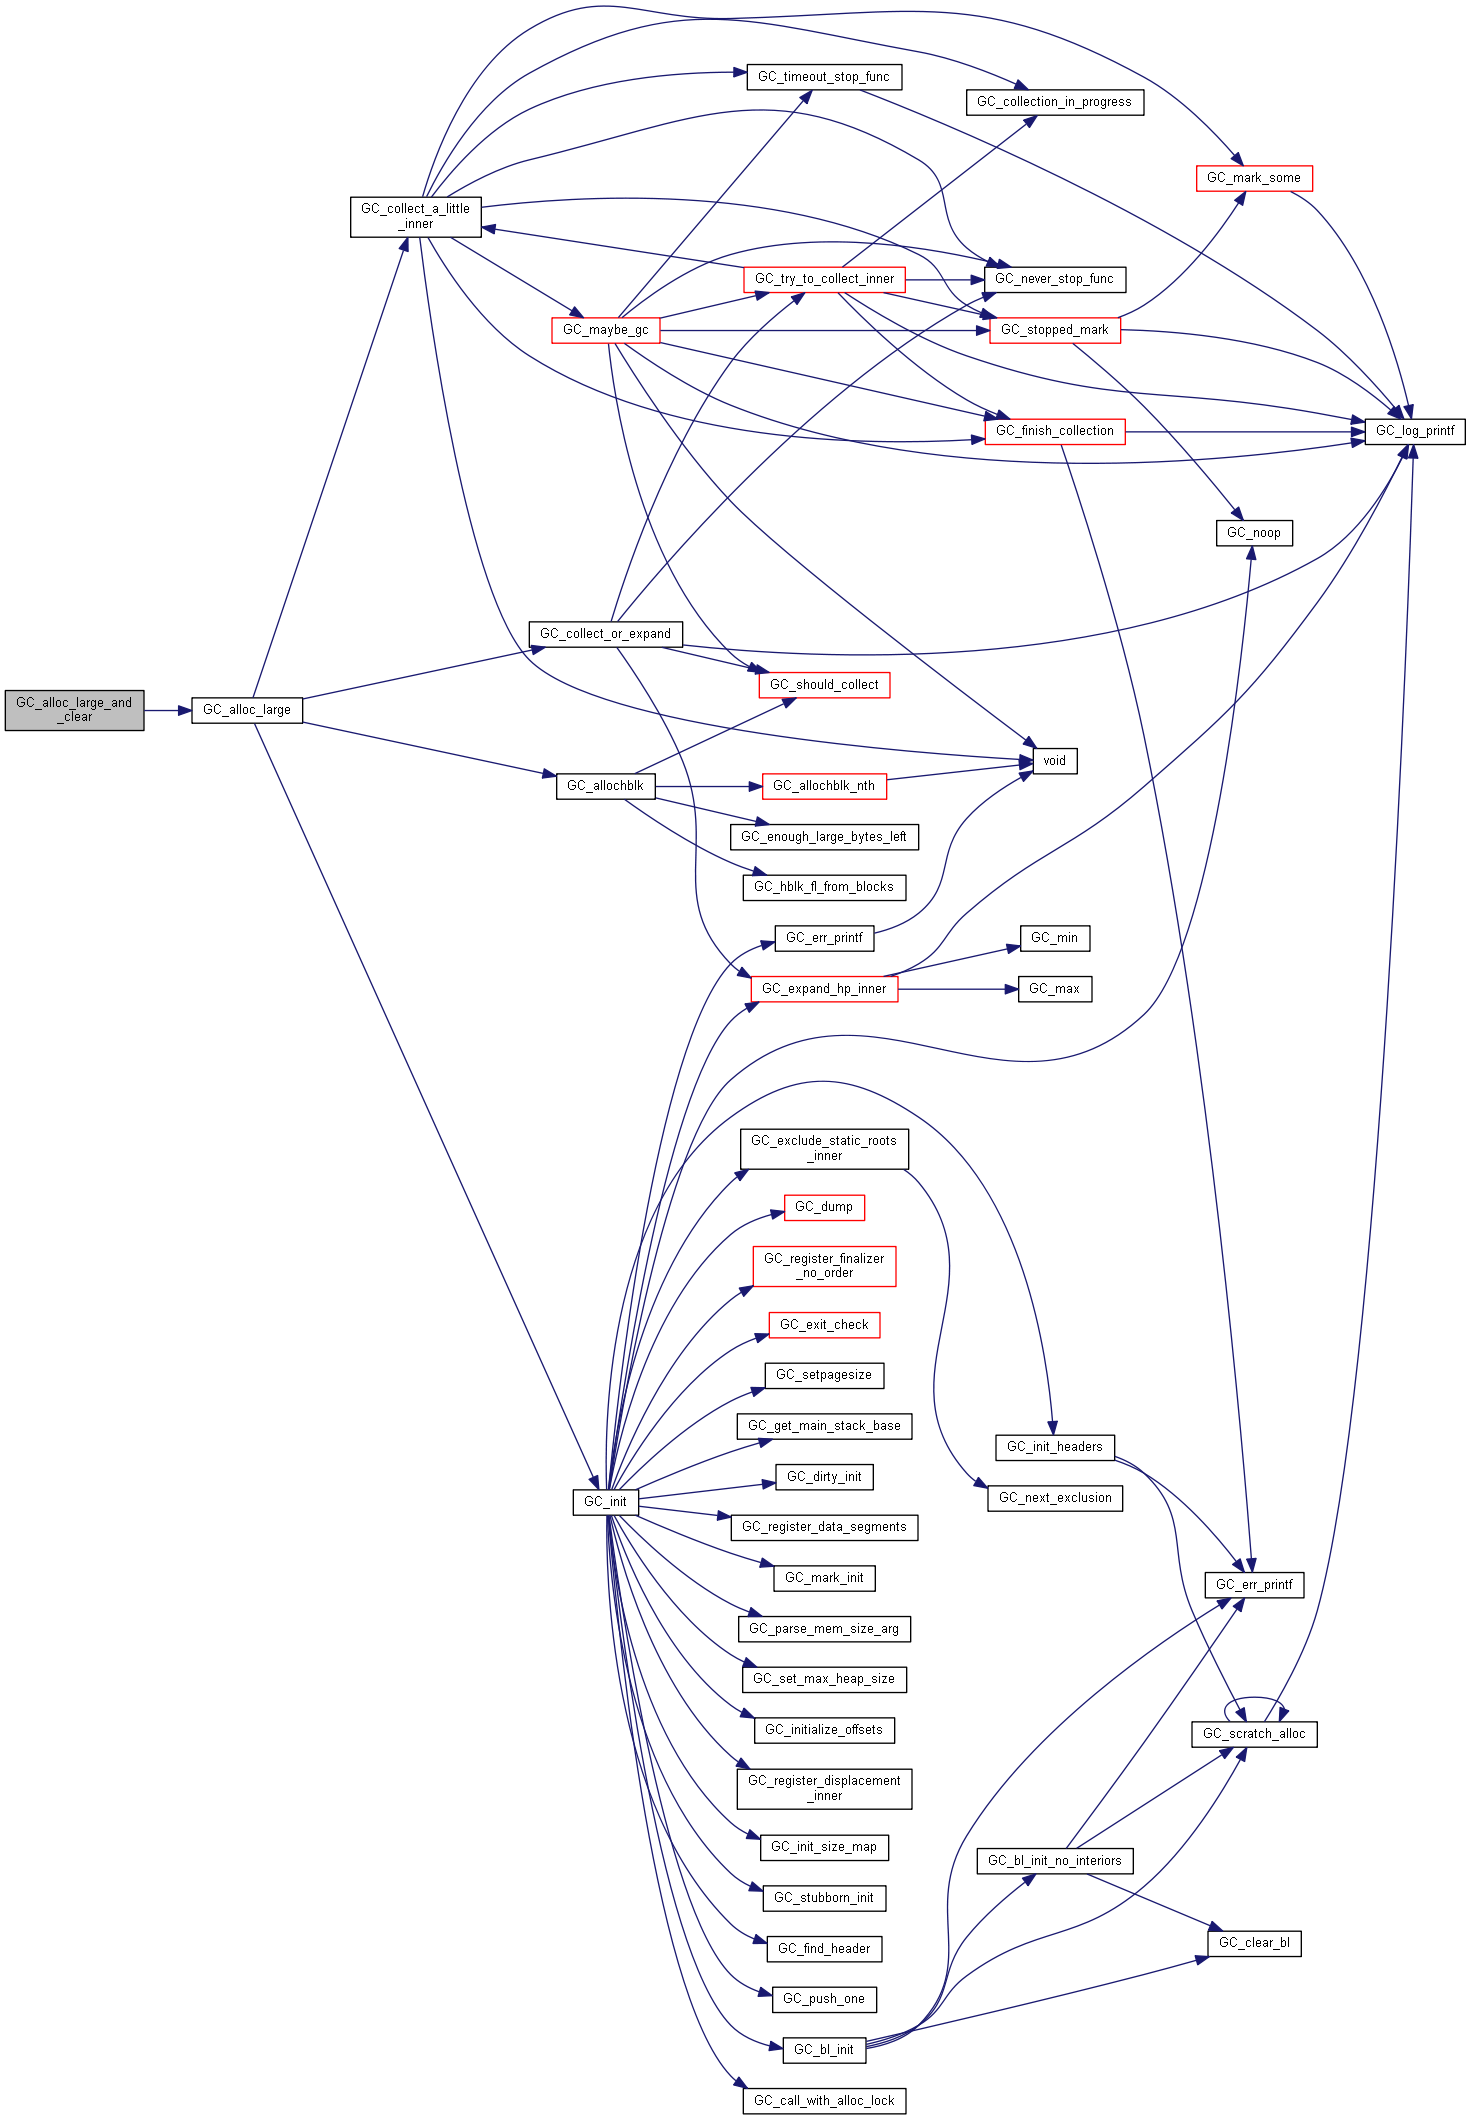 GC_timeout_stop_func
GC_collection_in_progress
GC_mark_some
GC_collect_a_little
_inner
GC_try_to_collect_inner
GC_never_stop_func
GC_maybe_gc
GC_stopped_mark
GC_finish_collection
GC_log_printf
GC_noop
GC_collect_or_expand
GC_should_collect
GC_alloc_large_and
_clear
GC_alloc_large
void
GC_allochblk
GC_allochblk_nth
GC_enough_large_bytes_left
GC_hblk_fl_from_blocks
GC_err_printf
GC_min
GC_expand_hp_inner
GC_max
GC_exclude_static_roots
_inner
GC_dump
GC_register_finalizer
_no_order
GC_exit_check
GC_setpagesize
GC_get_main_stack_base
GC_init_headers
GC_dirty_init
GC_init
GC_next_exclusion
GC_register_data_segments
GC_mark_init
GC_err_printf
GC_parse_mem_size_arg
GC_set_max_heap_size
GC_initialize_offsets
GC_scratch_alloc
GC_register_displacement
_inner
GC_init_size_map
GC_bl_init_no_interiors
GC_stubborn_init
GC_find_header
GC_clear_bl
GC_push_one
GC_bl_init
GC_call_with_alloc_lock